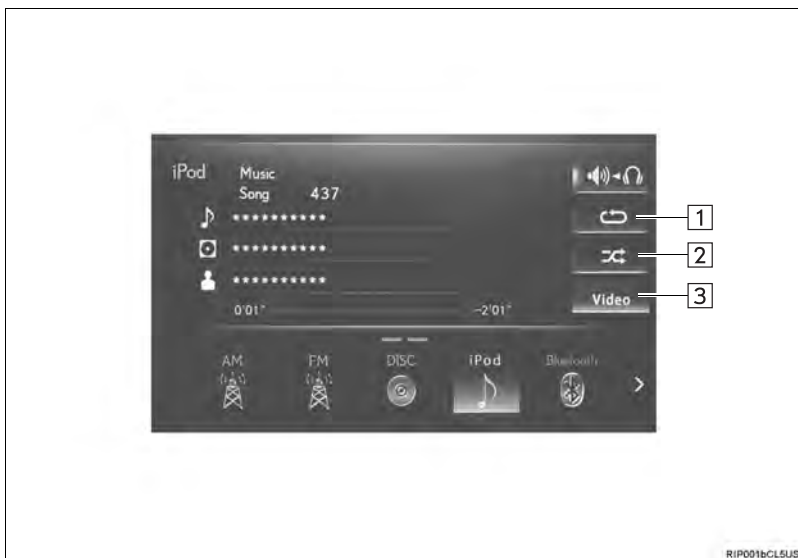 iPod
Music
Song 437
**********
**********
**********
0'01" -2'01"
1
2
Video
3
AM FM DISC iPod Bluetooth
RIP001bCL5US